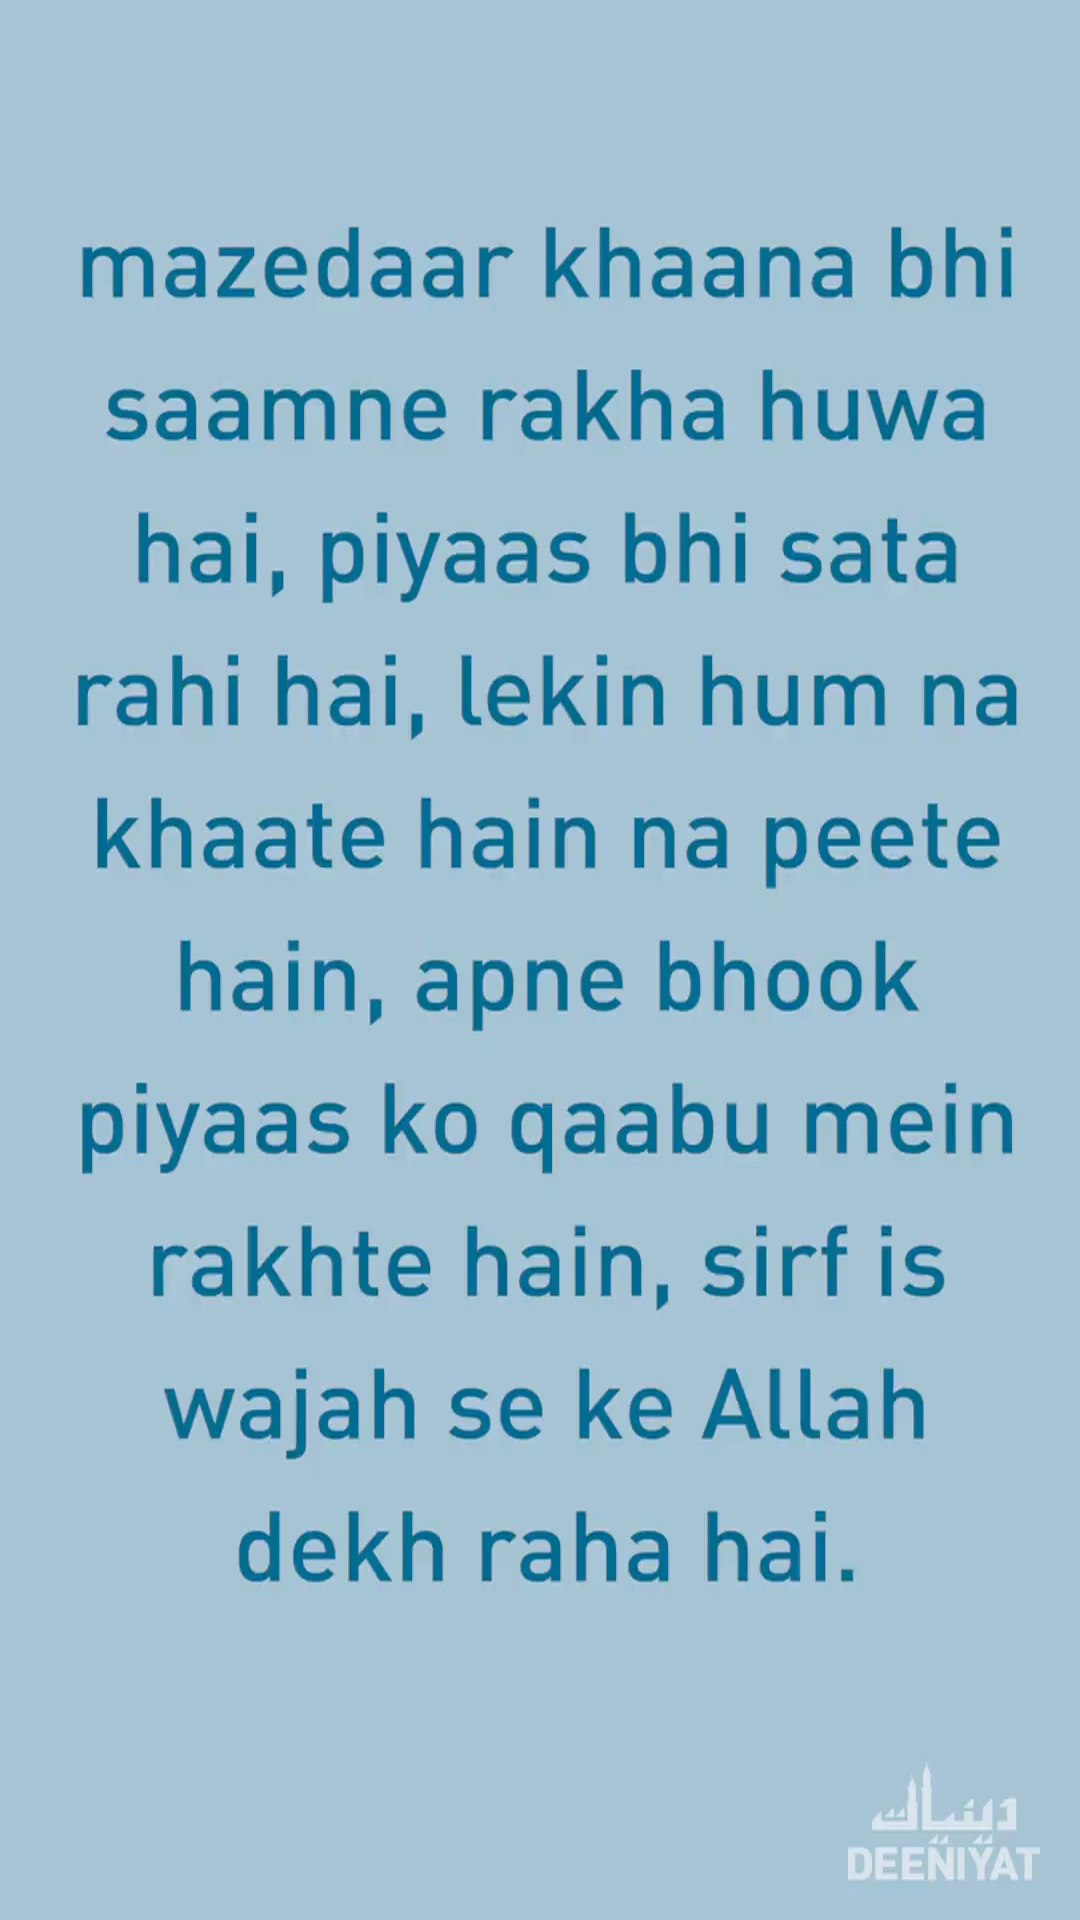 mazedaar khaana bhi
saamne rakha huwa
hai, piyaas bhi sata
rahi hai, lekin hum na
khaate hain na peete
hain, apne bhook
piyaas ko qaabu mein
rakhte hain, sirf is
wajah se ke Allah
dekh raha hai.
دینیات
DEENIYAT